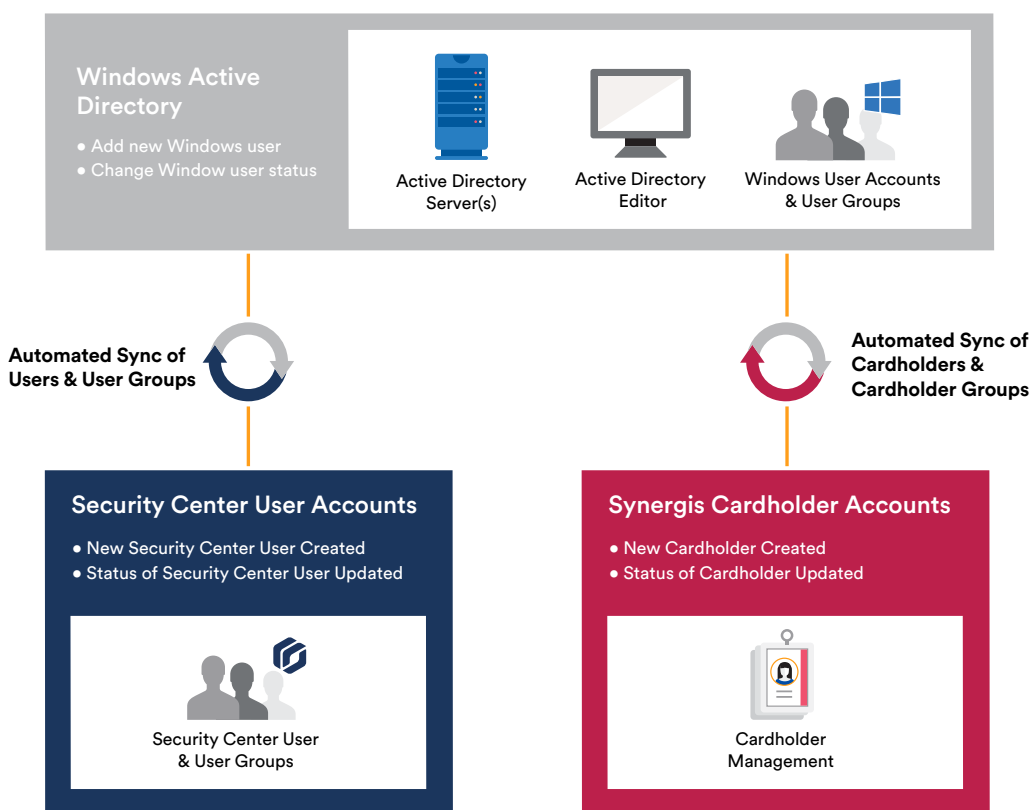 Windows Active
Directory
● Add new Windows user
● Change Window user status
Active Directory
Server(s)
Active Directory
Editor
Windows User Accounts
& User Groups
Automated Sync of
Users & User Groups
Automated Sync of
Cardholders &
Cardholder Groups
Security Center User Accounts
● New Security Center User Created
● Status of Security Center User Updated
Security Center User
& User Groups
Synergis Cardholder Accounts
● New Cardholder Created
● Status of Cardholder Updated
Cardholder
Management